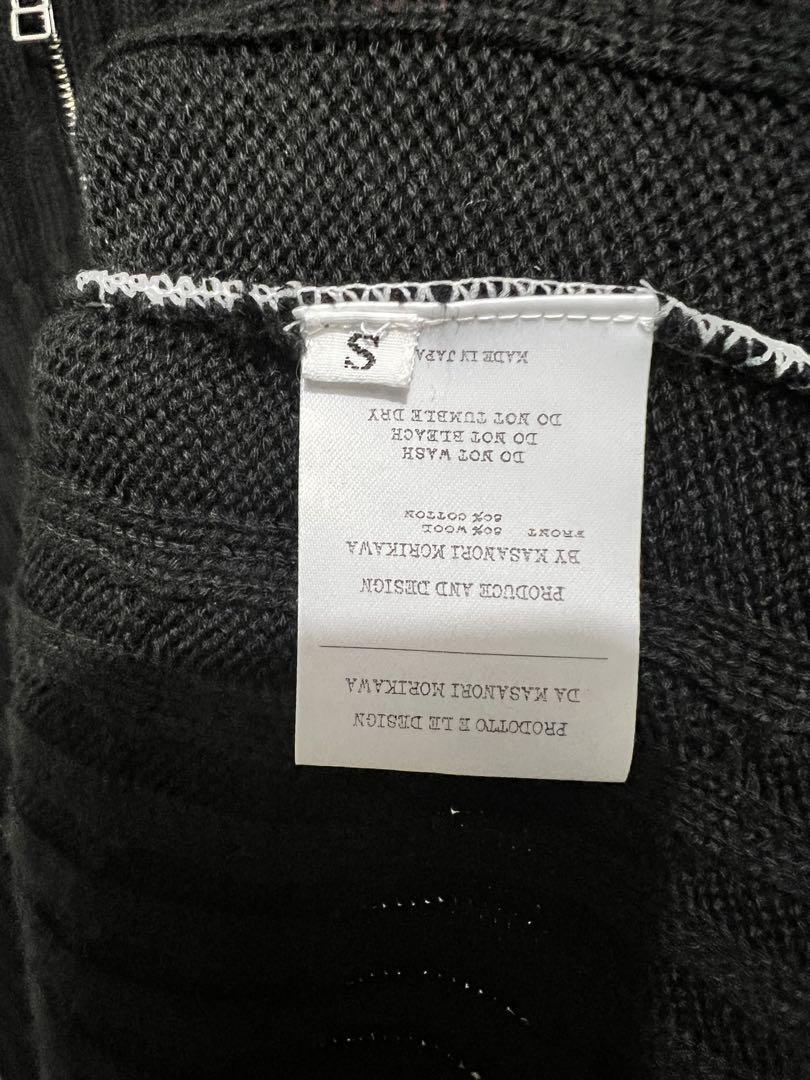 PRODOTTO E LE DESIGN
DA MASANORI MORIKAWA
PRODUCE AND DESIGN
BY MASANORI MORIKAWA
FRONT 50% WOOL
50% COTTON
DO NOT WASH
DO NOT BLEACH
DO NOT TUMBLE DRY
MADE IN JAPA
S